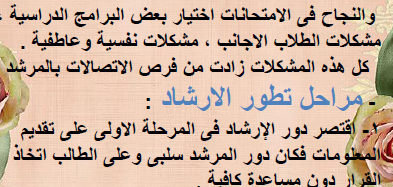 والنجاح فى الامتحانات اختيار بعض البرامج الدراسية ،
مشكلات الطلاب الاجانب ، مشكلات نفسية وعاطفية .
كل هذه المشكلات زادت من فرص الاتصالات بالمرشد
- مراحل تطور الارشاد :
١- اقتصر دور الإرشاد فى المرحلة الاولى على تقديم
المعلومات فكان دور المرشد سلبى وعلى الطالب اتخاذ
القرار دون مساعدة كافية .